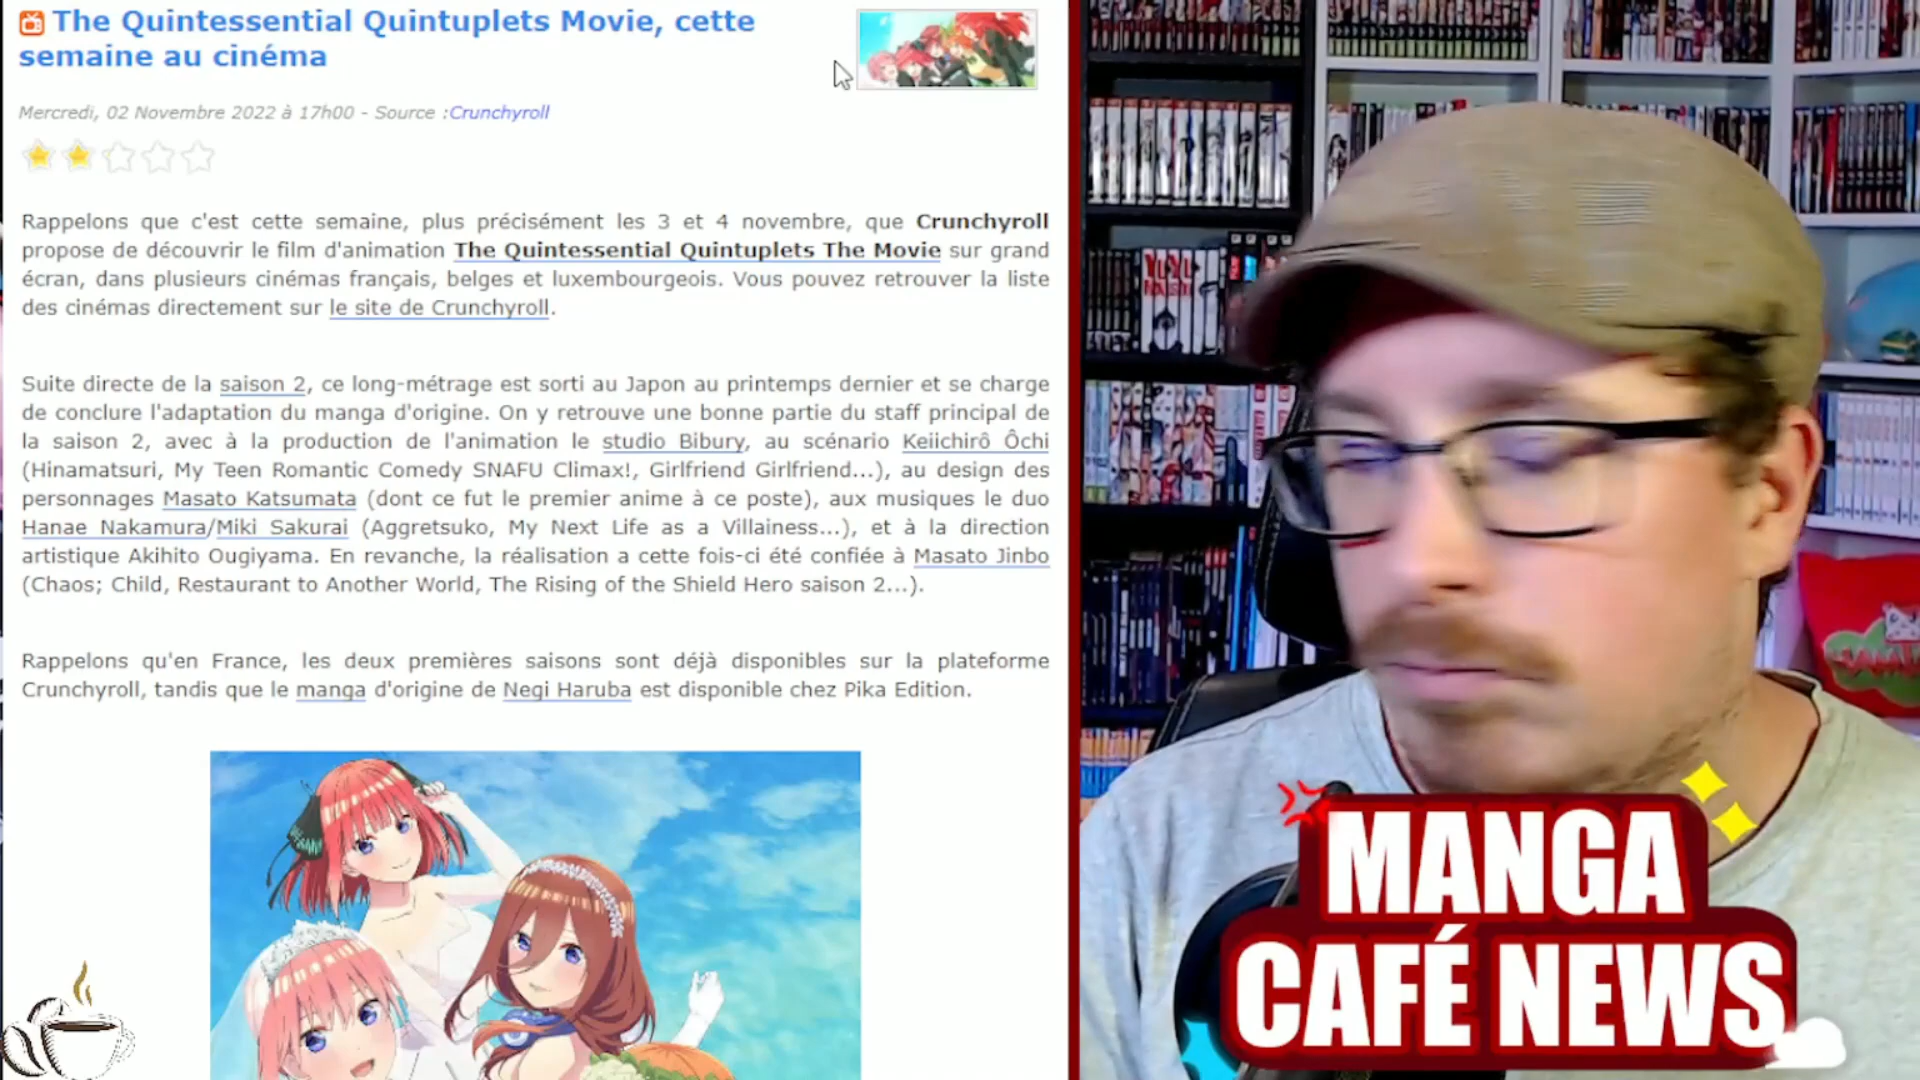 The Quintessential Quintuplets Movie, cette
semaine au cinéma
Mercredi, 02 Novembre 2022 à 17h00 - Source :Crunchyroll
Rappelons que c'est cette semaine, plus précisément les 3 et 4 novembre, que Crunchyroll
propose de découvrir le film d'animation The Quintessential Quintuplets The Movie sur grand
écran, dans plusieurs cinémas français, belges et luxembourgeois. Vous pouvez retrouver la liste
des cinémas directement sur le site de Crunchyroll.
Suite directe de la saison 2, ce long-métrage est sorti au Japon au printemps dernier et se charge
de conclure l'adaptation du manga d'origine. On y retrouve une bonne partie du staff principal de
la saison 2, avec à la production de l'animation le studio Bibury, au scénario Keiichirô Ôchi
(Hinamatsuri, My Teen Romantic Comedy SNAFU Climax!, Girlfriend Girlfriend...), au design des
personnages Masato Katsumata (dont ce fut le premier anime à ce poste), aux musiques le duo
Hanae Nakamura/Miki Sakurai (Aggretsuko, My Next Life as a Villainess...), et à la direction
artistique Akihito Ougiyama. En revanche, la réalisation a cette fois-ci été confiée à Masato Jinbo
(Chaos; Child, Restaurant to Another World, The Rising of the Shield Hero saison 2...).
Rappelons qu'en France, les deux premières saisons sont déjà disponibles sur la plateforme
Crunchyroll, tandis que le manga d'origine de Negi Haruba est disponible chez Pika Edition.
MANGA
CAFÉ NEWS